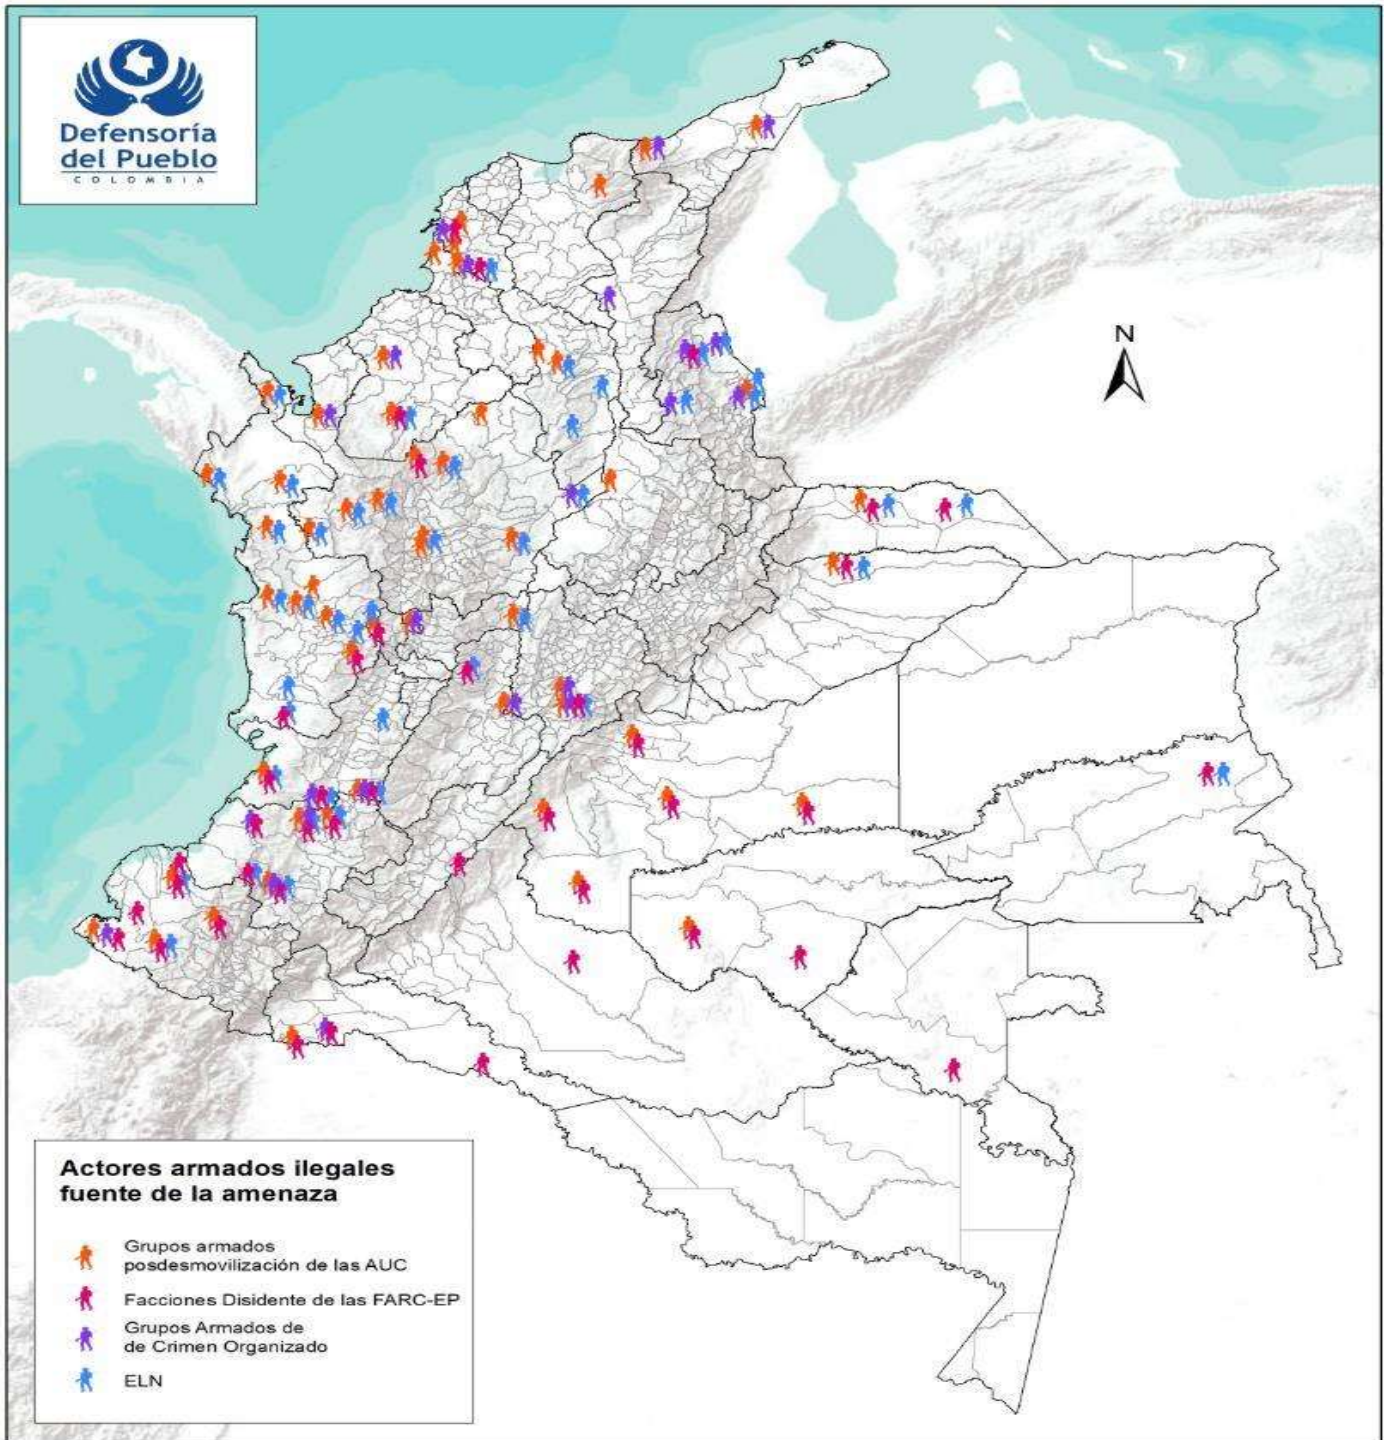 Defensoría
del Pueblo
COLOMBIA
N
Actores armados ilegales
fuente de la amenaza
Grupos armados
posdesmovilización de las AUC
Facciones Disidente de las FARC-EP
Grupos Armados de
de Crimen Organizado
ELN